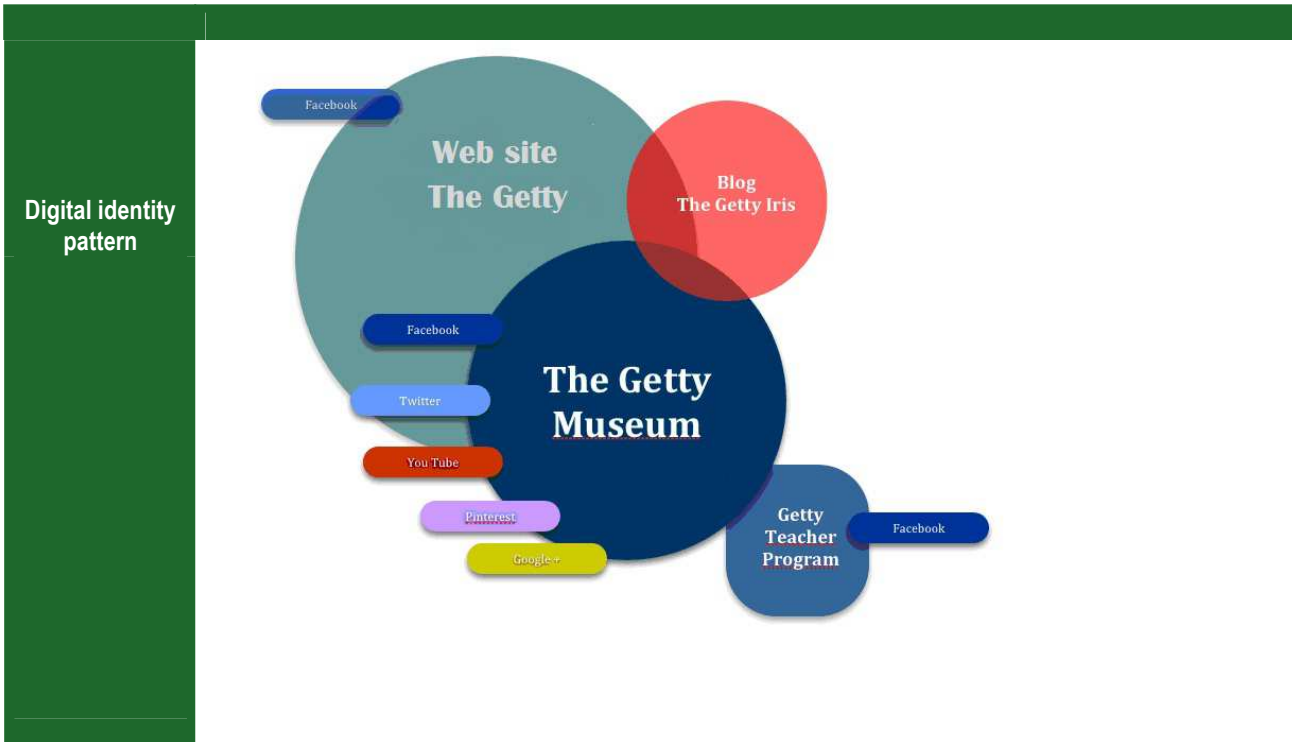 Digital identity
pattern
Facebook
Web site
The Getty
Blog
The Getty Iris
Facebook
Twitter
You Tube
Pinterest
Google +
The Getty
Museum
Getty
Teacher
Program
Facebook